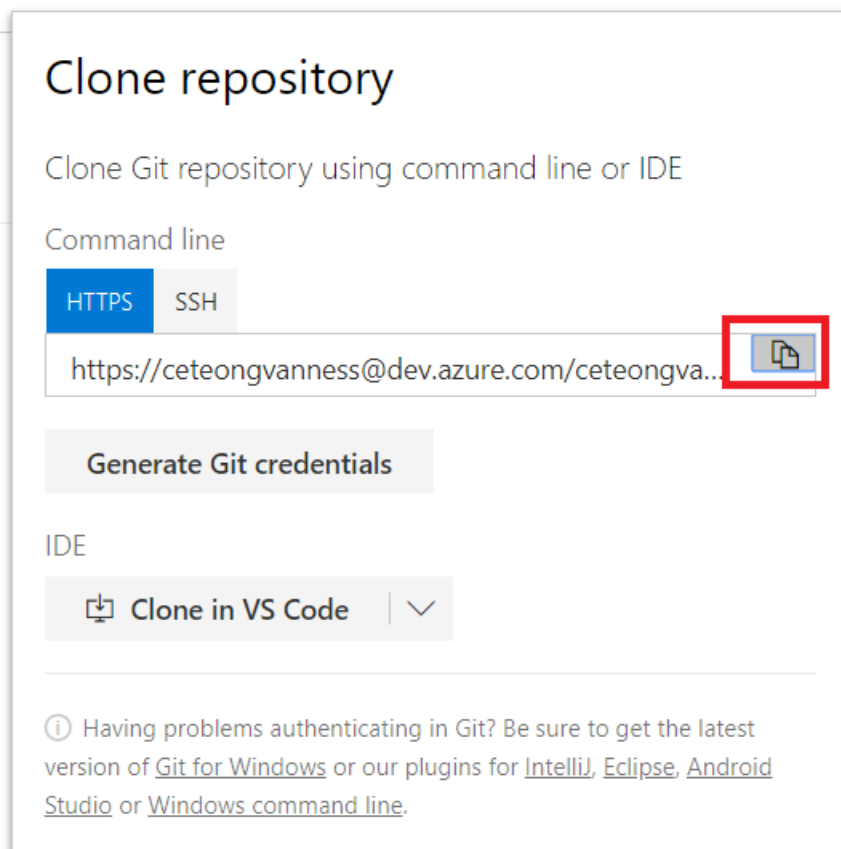 Clone repository
Clone Git repository using command line or IDE
Command line
HTTPS SSH
https://ceteongvanness@dev.azure.com/ceteongva...
Generate Git credentials
IDE
Clone in VS Code
Having problems authenticating in Git? Be sure to get the latest
version of Git for Windows or our plugins for IntelliJ, Eclipse, Android
Studio or Windows command line.